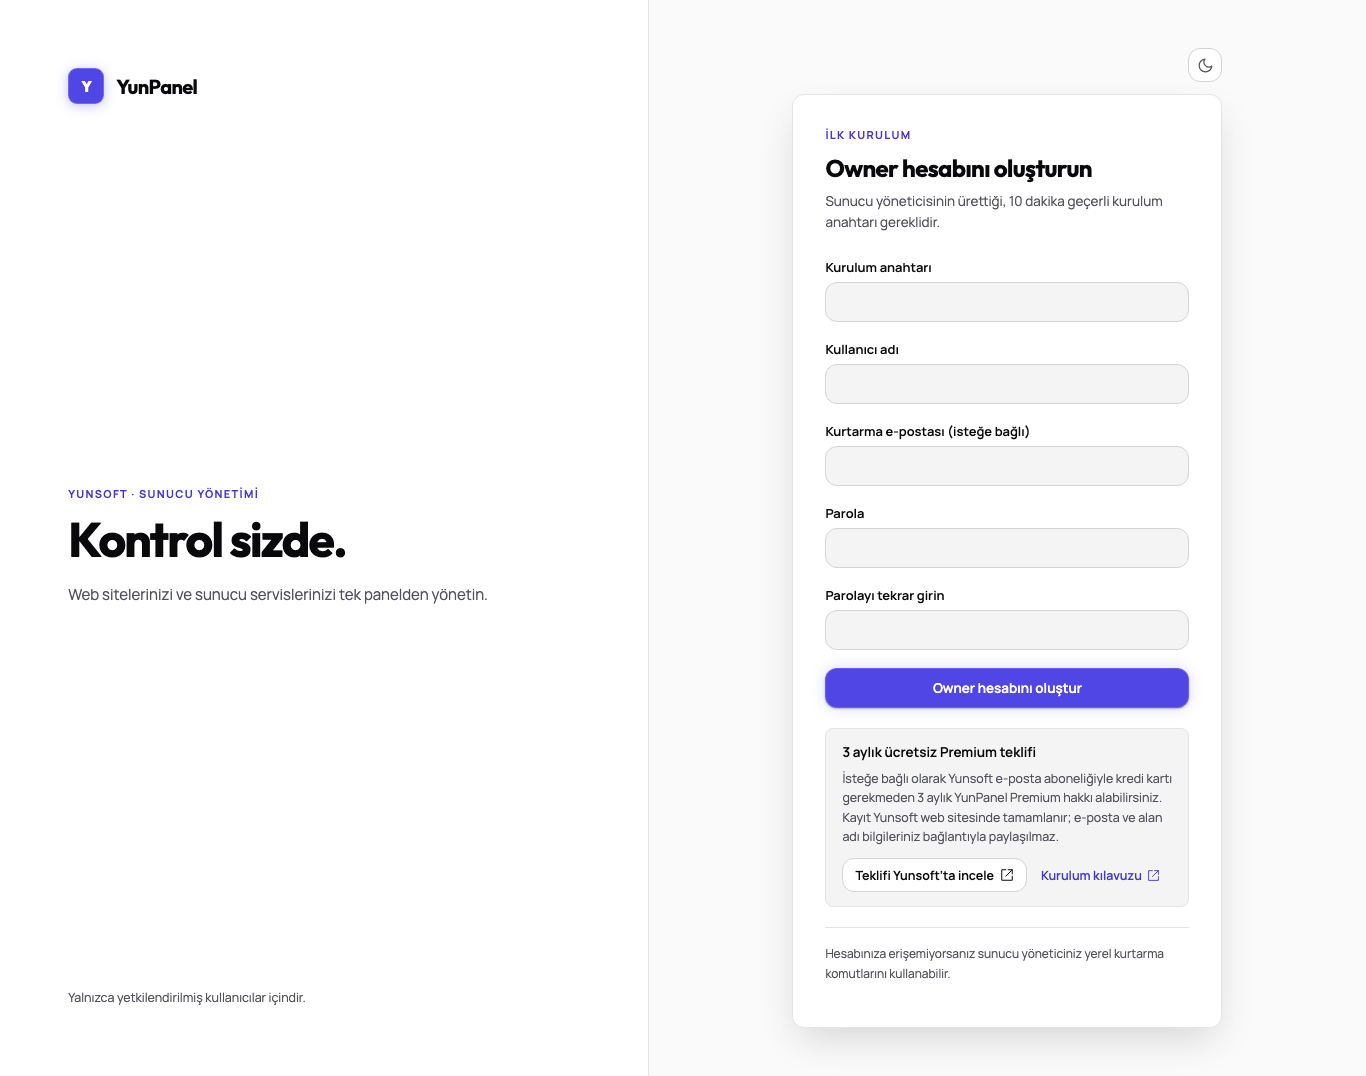 Y
YunPanel
YUNSOFT · SUNUCU YÖNETİMİ
Kontrol sizde.
Web sitelerinizi ve sunucu servislerinizi tek panelden yönetin.
Yalnızca yetkilendirilmiş kullanıcılar içindir.
İLK KURULUM
Owner hesabını oluşturun
Sunucu yöneticisinin ürettiği, 10 dakika geçerli kurulum
anahtarı gereklidir.
Kurulum anahtarı
Kullanıcı adı
Kurtarma e-postası (isteğe bağlı)
Parola
Parolayı tekrar girin
Owner hesabını oluştur
3 aylık ücretsiz Premium teklifi
İsteğe bağlı olarak Yunsoft e-posta aboneliğiyle kredi kartı
gerekmeden 3 aylık YunPanel Premium hakkı alabilirsiniz.
Kayıt Yunsoft web sitesinde tamamlanır; e-posta ve alan
adı bilgileriniz bağlantıyla paylaşılmaz.
Teklifi Yunsoft'ta incele
Kurulum kılavuzu
Hesabınıza erişemiyorsanız sunucu yöneticiniz yerel kurtarma
komutlarını kullanabilir.